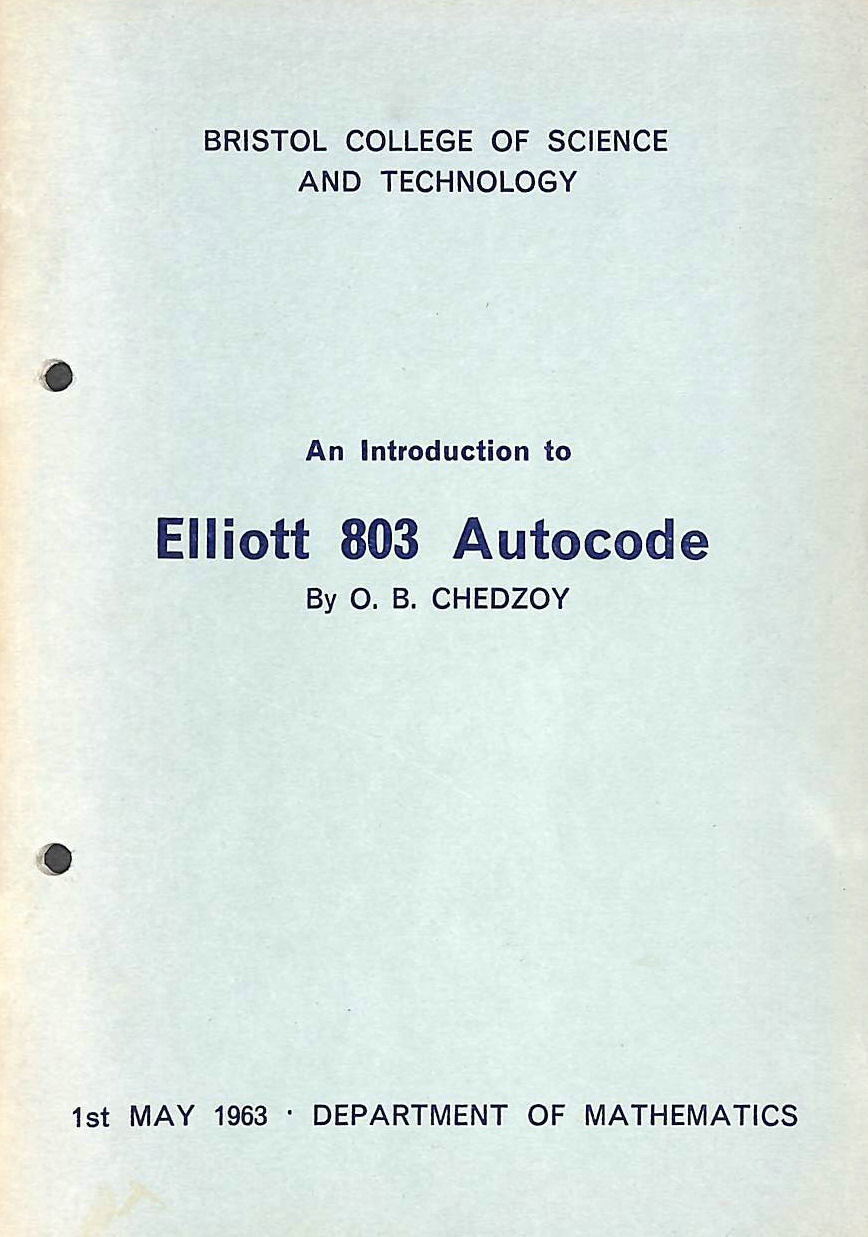 BRISTOL COLLEGE OF SCIENCE
AND TECHNOLOGY
An Introduction to
Elliott 803 Autocode
By O. B. CHEDZOY
1st MAY 1963 · DEPARTMENT OF MATHEMATICS